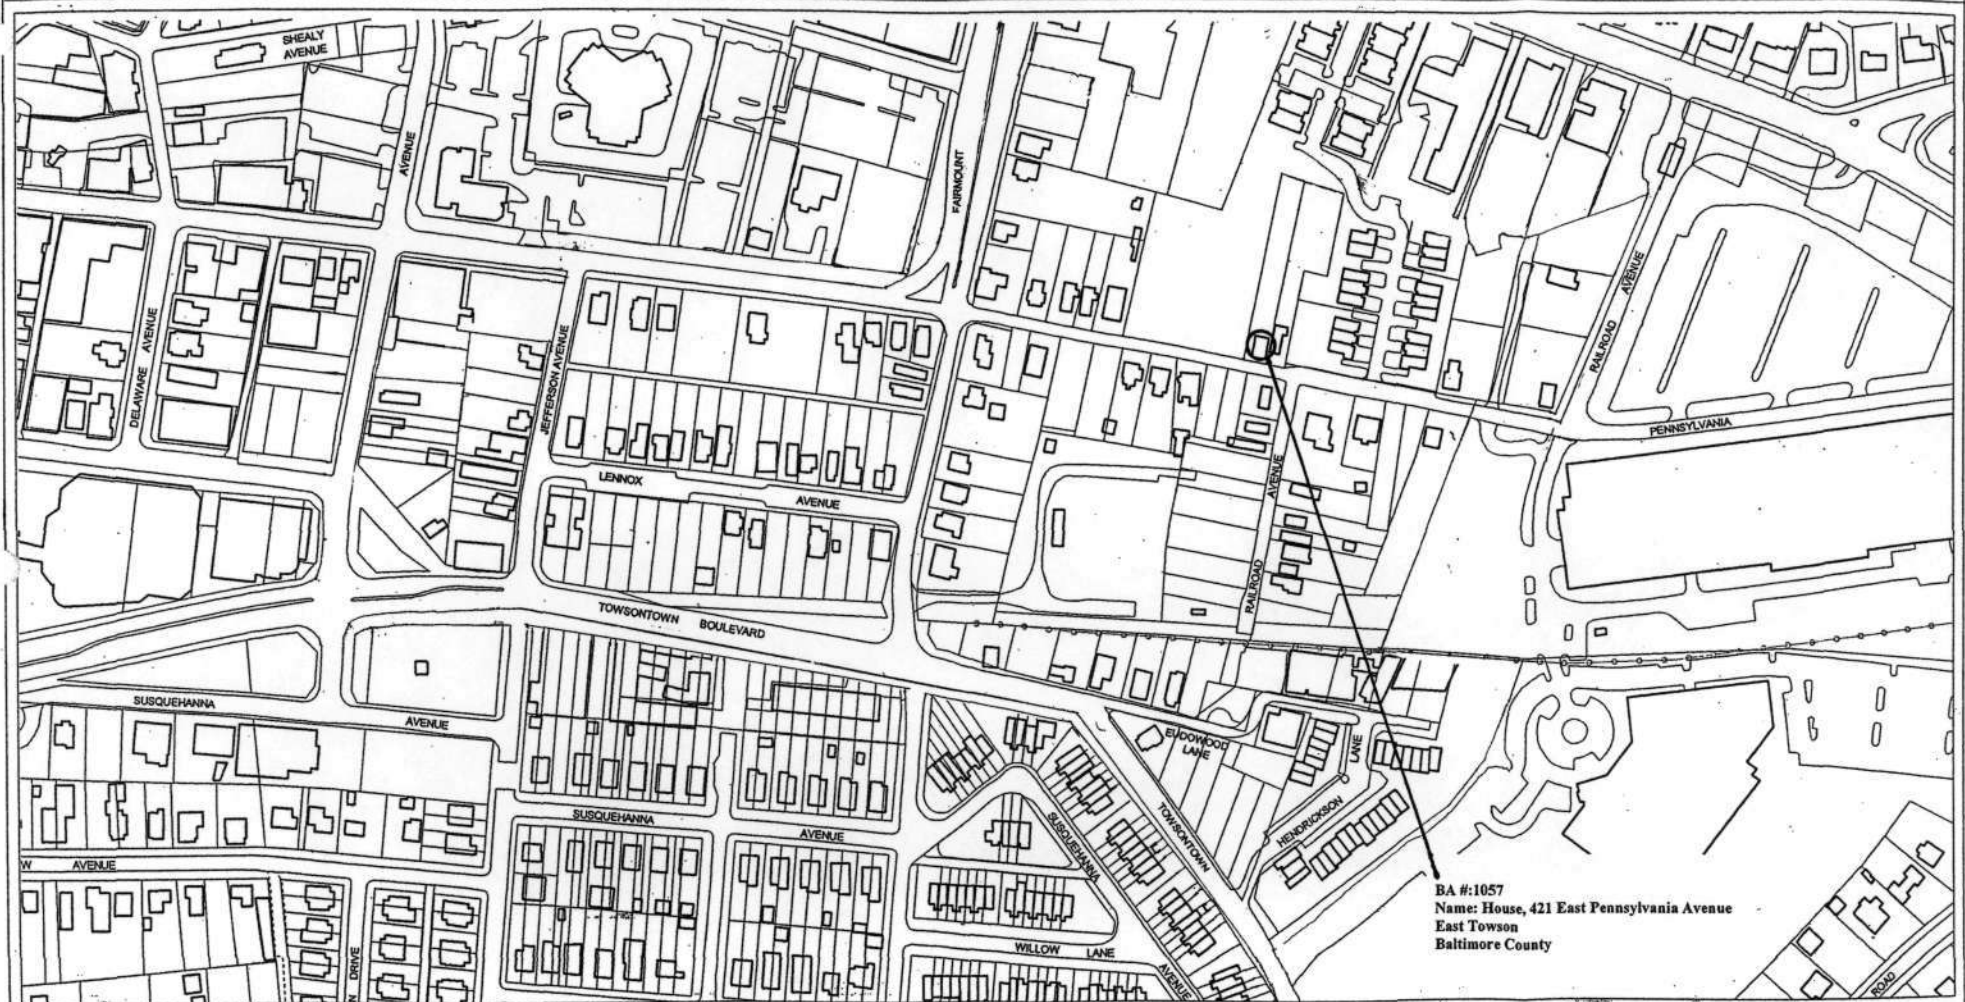 SHEALY
AVENUE
AVENUE
FAIRMOUNT
DELAWARE AVENUE
JEFFERSON AVENUE
RAILROAD AVENUE
PENNSYLVANIA
LENNOX AVENUE
RAILROAD AVENUE
TOWSONTOWN BOULEVARD
SUSQUEHANNA AVENUE
EUDOWOOD
LANE
LANE
HENDRICKSON
TOWSONTOWN
SUSQUEHANNA AVENUE
SUSQUEHANNA
AVENUE
W AVENUE
N DRIVE
WILLOW LANE
ROAD
BA #:1057
Name: House, 421 East Pennsylvania Avenue
East Towson
Baltimore County